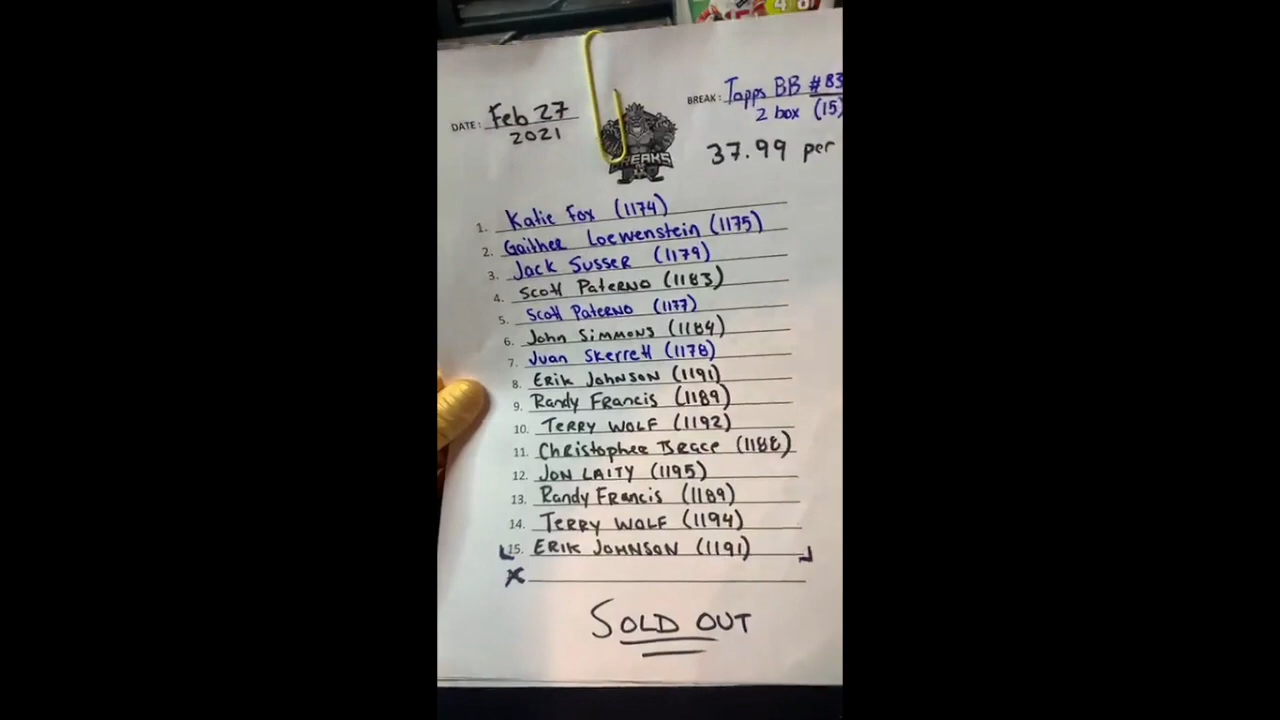 DATE: Feb 27
2021
BREAKS
BREAK: Topps BB #83
2 box (15)
37.99 per
1. Katie Fox (1174)
2. Gaither Loewenstein (1175)
3. Jack Susser (1179)
4. Scott Paterno (1183)
5. Scott Paterno (1177)
6. John Simmons (1184)
7. Juan Skerrett (1178)
8. Erik Johnson (1191)
9. Randy Francis (1189)
10. Terry Wolf (1192)
11. Christopher Brace (1188)
12. Jon Laity (1195)
13. Randy Francis (1189)
14. Terry Wolf (1194)
15. Erik Johnson (1191)
X
SOLD OUT